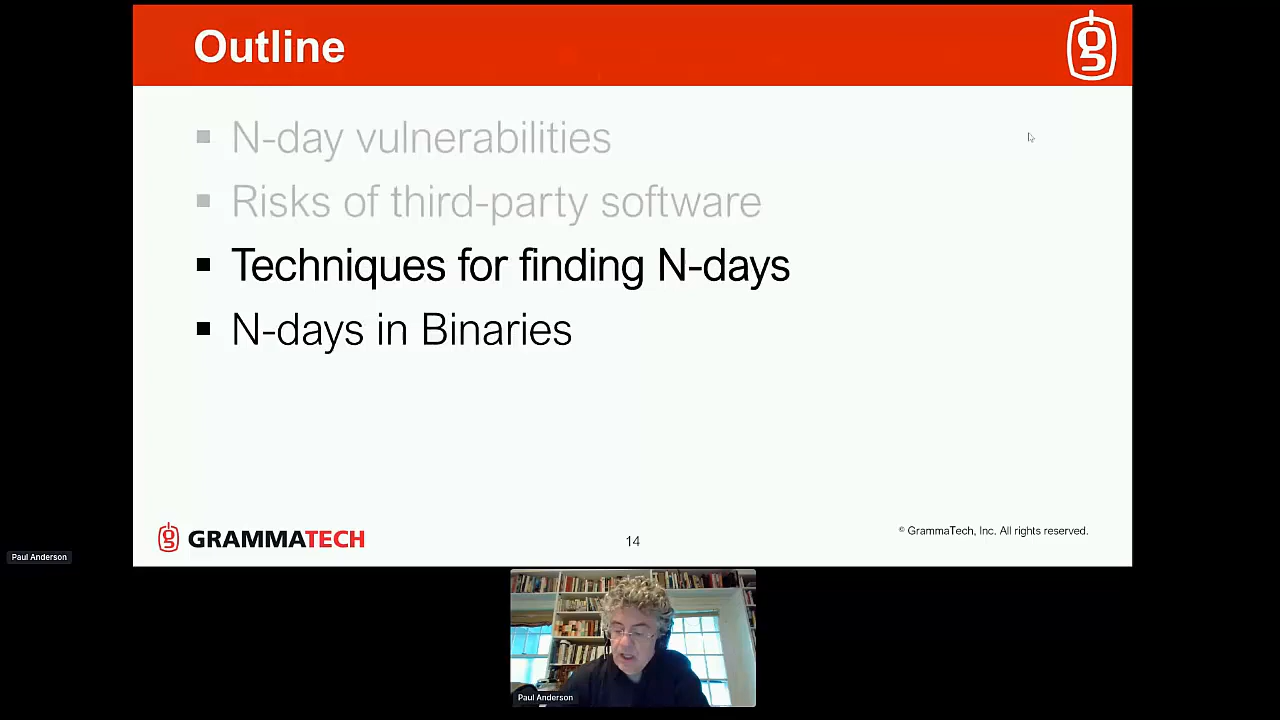 Outline
N-day vulnerabilities
Risks of third-party software
Techniques for finding N-days
N-days in Binaries
GRAMMATECH
14
© GrammaTech, Inc. All rights reserved.
Paul Anderson
Paul Anderson